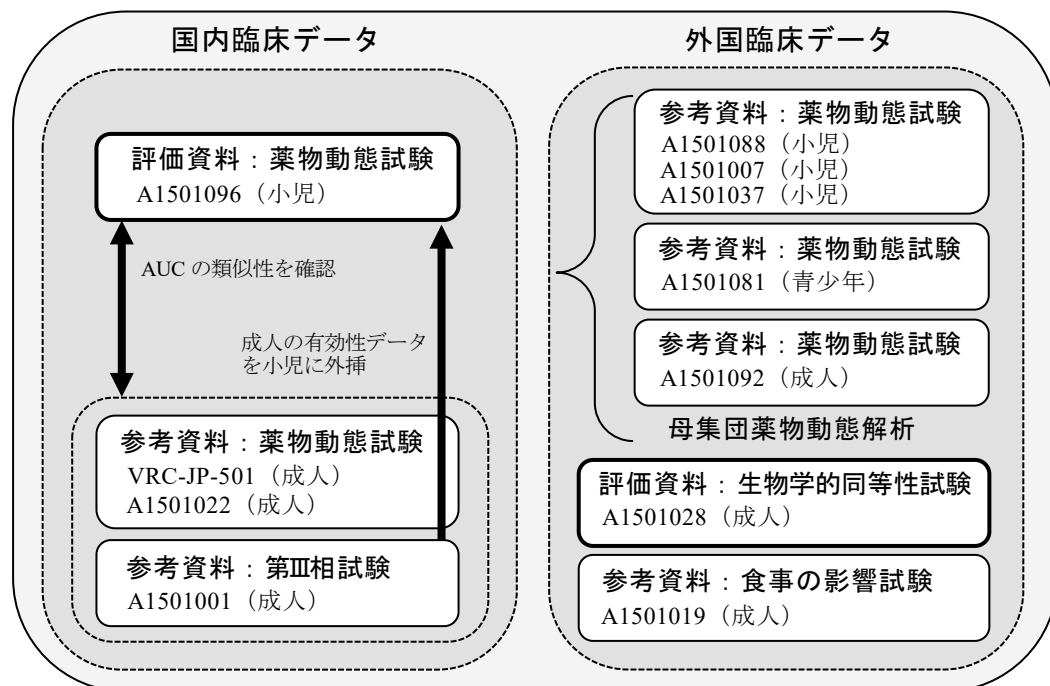 国内臨床データ
評価資料：薬物動態試験
A1501096（小児）
AUC の類似性を確認
成人の有効性データ
を小児に外挿
参考資料：薬物動態試験
VRC-JP-501（成人）
A1501022（成人）
参考資料：第Ⅲ相試験
A1501001（成人）
外国臨床データ
参考資料：薬物動態試験
A1501088（小児）
A1501007（小児）
A1501037（小児）
参考資料：薬物動態試験
A1501081（青少年）
参考資料：薬物動態試験
A1501092（成人）
母集団薬物動態解析
評価資料：生物学的同等性試験
A1501028（成人）
参考資料：食事の影響試験
A1501019（成人）